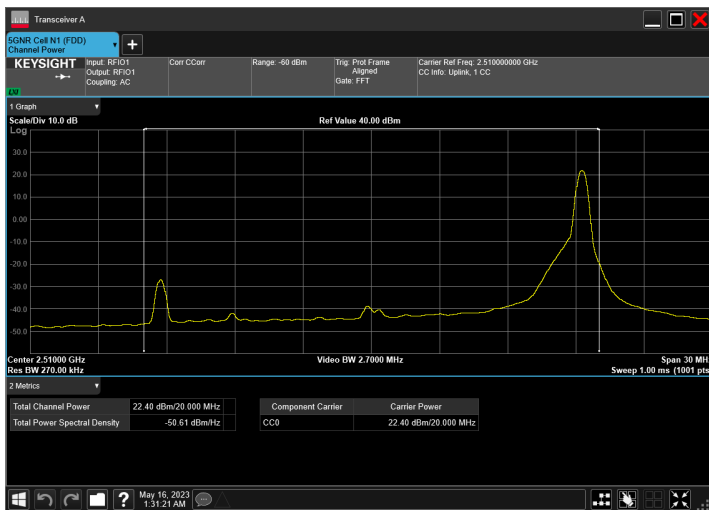 Transceiver A
5GNR Cell N1 (FDD)
Channel Power
KEYSIGHT
Input: RFIO1
Output: RFIO1
Coupling: AC
Corr CCorr
Range: -60 dBm
Trig: Prot Frame
Aligned
Gate: FFT
Carrier Ref Freq: 2.510000000 GHz
CC Info: Uplink, 1 CC
1 Graph
Scale/Div 10.0 dB
Ref Value 40.00 dBm
Log
30.0
20.0
10.0
0.00
-10.0
-20.0
-30.0
-40.0
-50.0
Center 2.51000 GHz
Video BW 2.7000 MHz
Span 30 MH
Res BW 270.00 kHz
Sweep 1.00 ms (1001 pts
2 Metrics
Total Channel Power 22.40 dBm/20.000 MHz
Total Power Spectral Density -50.61 dBm/Hz
Component Carrier Carrier Power
CC0 22.40 dBm/20.000 MHz
May 16, 2023
1:31:21 AM